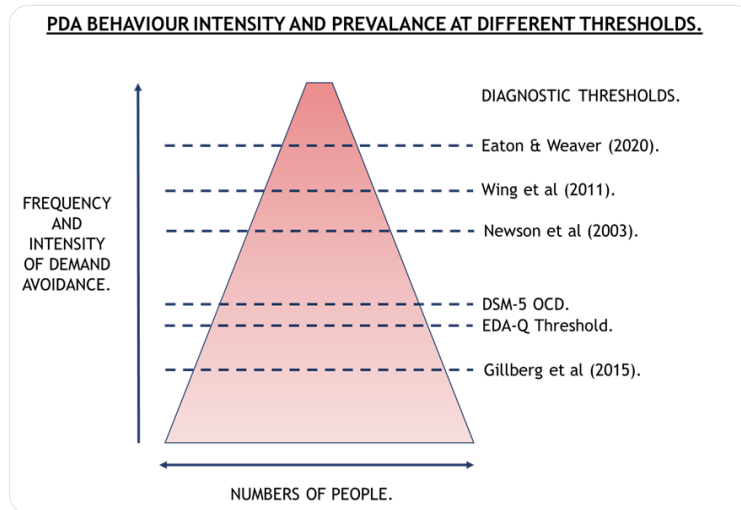 PDA BEHAVIOUR INTENSITY AND PREVALANCE AT DIFFERENT THRESHOLDS.
DIAGNOSTIC THRESHOLDS.
Eaton & Weaver (2020).
Wing et al (2011).
Newson et al (2003).
FREQUENCY
AND
INTENSITY
OF DEMAND
AVOIDANCE.
DSM-5 OCD.
EDA-Q Threshold.
Gillberg et al (2015).
NUMBERS OF PEOPLE.